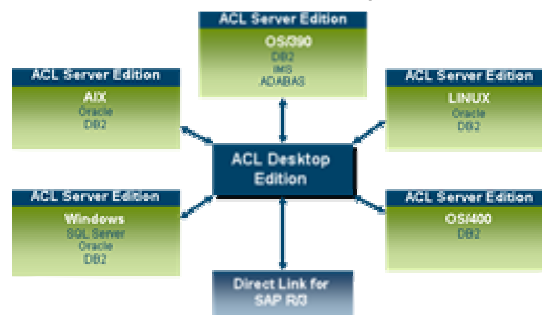 ACL Server Edition
OS/390
DB2
IMS
ADABAS
ACL Server Edition
AIX
Oracle
DB2
ACL Server Edition
LINUX
Oracle
DB2
ACL Desktop
Edition
ACL Server Edition
Windows
SQL Server
Oracle
DB2
ACL Server Edition
OS/400
DB2
Direct Link for
SAP R/3